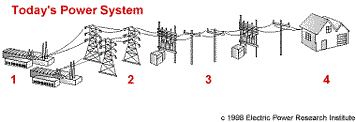 Today's Power System
1 2 3 4
c 1998 Electric Power Research Institute